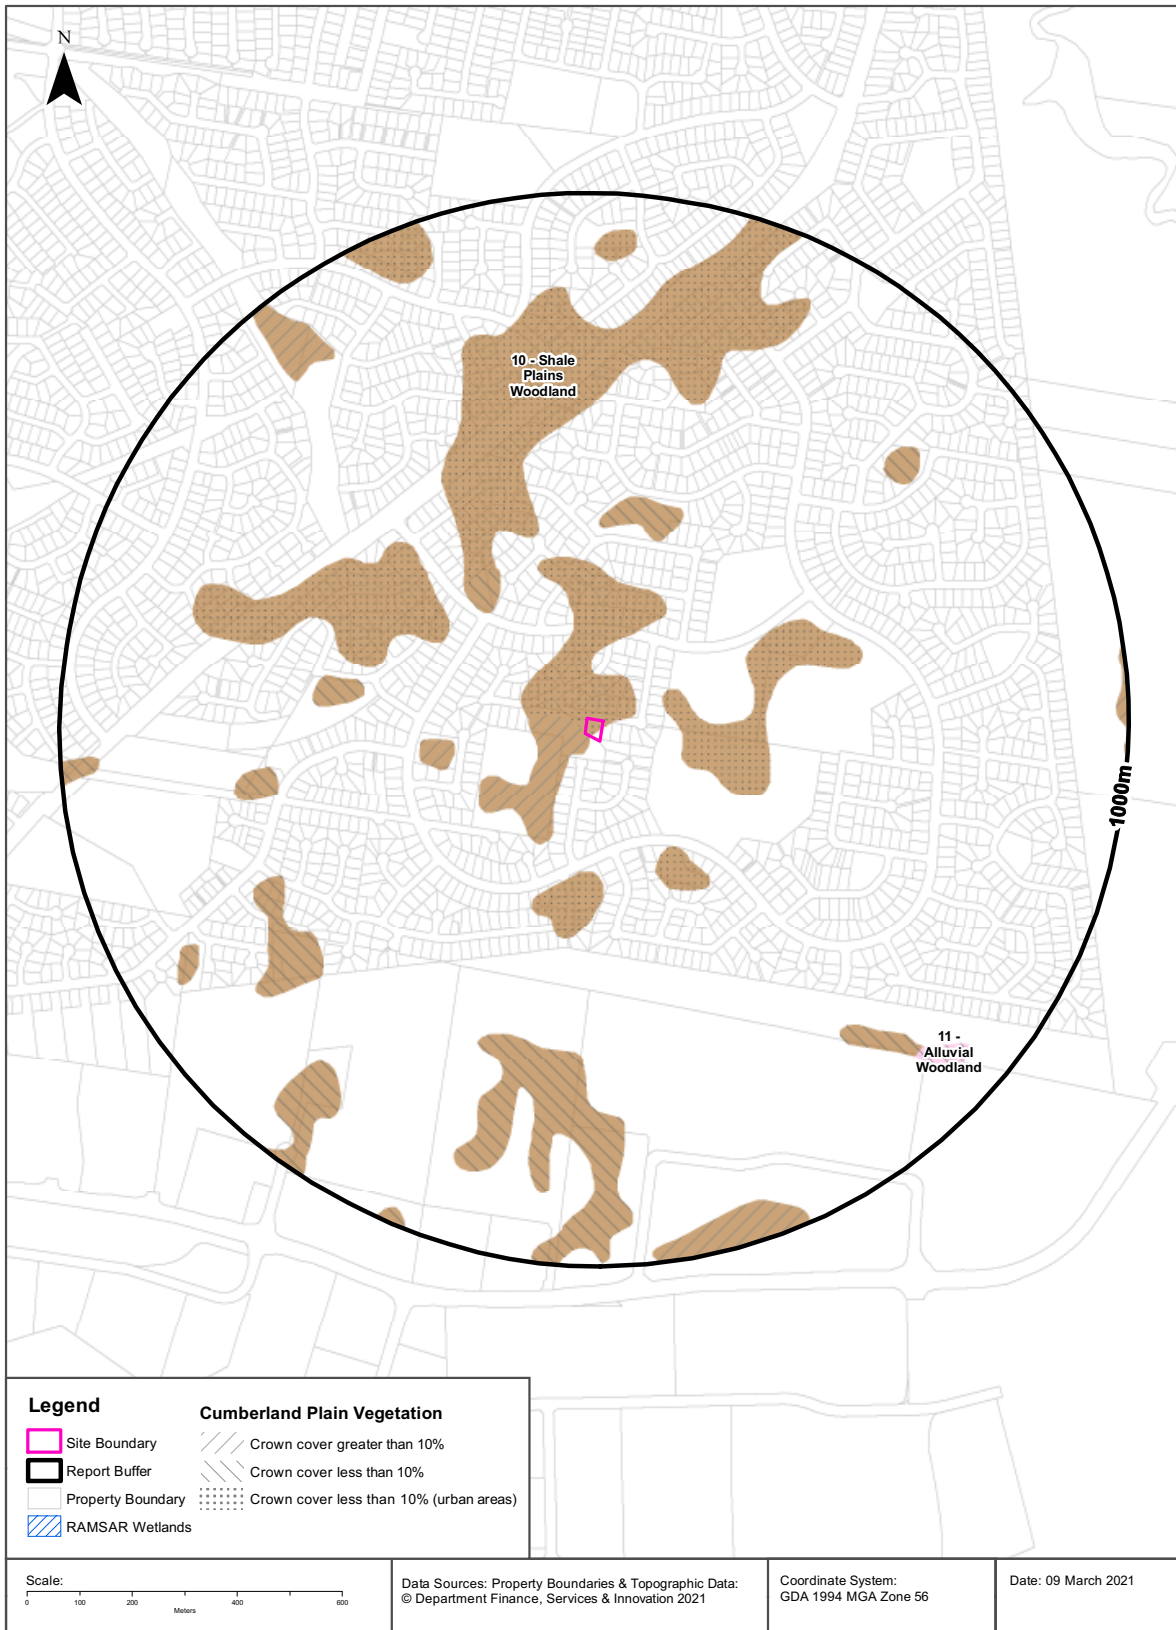 N
10 - Shale
Plains
Woodland
1000m
11 -
Alluvial
Woodland
Legend
Site Boundary
Report Buffer
Property Boundary
RAMSAR Wetlands
Cumberland Plain Vegetation
Crown cover greater than 10%
Crown cover less than 10%
Crown cover less than 10% (urban areas)
Scale:
0 100 200 400 600
Meters
Data Sources: Property Boundaries & Topographic Data:
© Department Finance, Services & Innovation 2021
Coordinate System:
GDA 1994 MGA Zone 56
Date: 09 March 2021